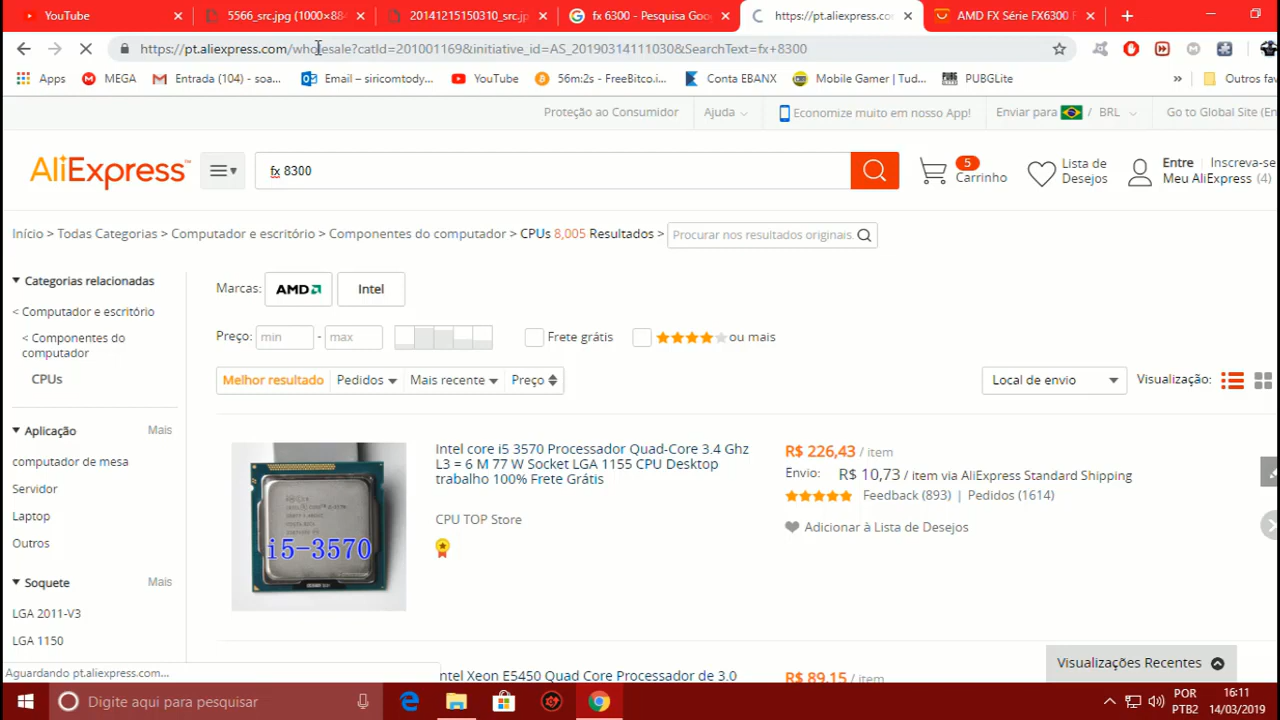 YouTube
5566_src.jpg (1000×88
20141215150310_src.jp
fx 6300 - Pesquisa Goo
https://pt.aliexpress.co
AMD FX Série FX6300 F
https://pt.aliexpress.com/wholesale?catId=201001169&initiative_id=AS_20190314111030&SearchText=fx+8300
Apps
MEGA
Entrada (104) - soa...
Email – siricomtody...
YouTube
56m:2s - FreeBitco.i...
Conta EBANX
Mobile Gamer | Tud...
PUBGLite
»
Outros fav
Proteção ao Consumidor
Ajuda
Economize muito em nosso App!
Enviar para / BRL
Go to Global Site (En
AliExpress™
fx 8300
5
Carrinho
Lista de
Desejos
Entre
Inscreva-se
Meu AliExpress (4)
Início > Todas Categorias > Computador e escritório > Componentes do computador > CPUs 8,005 Resultados >
Procurar nos resultados originais.
Categorias relacionadas
< Computador e escritório
< Componentes do
computador
CPUs
Marcas:
AMD
Intel
Preço:
min
-
max
Frete grátis
ou mais
Melhor resultado
Pedidos
Mais recente
Preço
Local de envio
Visualização:
Aplicação
Mais
computador de mesa
Servidor
Laptop
Outros
Soquete
Mais
LGA 2011-V3
LGA 1150
i5-3570
Intel core i5 3570 Processador Quad-Core 3.4 Ghz
L3 = 6 M 77 W Socket LGA 1155 CPU Desktop
trabalho 100% Frete Grátis
CPU TOP Store
R$ 226,43 / item
Envio: R$ 10,73 / item via AliExpress Standard Shipping
Feedback (893) | Pedidos (1614)
Adicionar à Lista de Desejos
Intel Xeon E5450 Quad Core Processador de 3.0
R$ 89,15 / item
Visualizações Recentes
Aguardando pt.aliexpress.com...
Digite aqui para pesquisar
POR
PTB2
16:11
14/03/2019